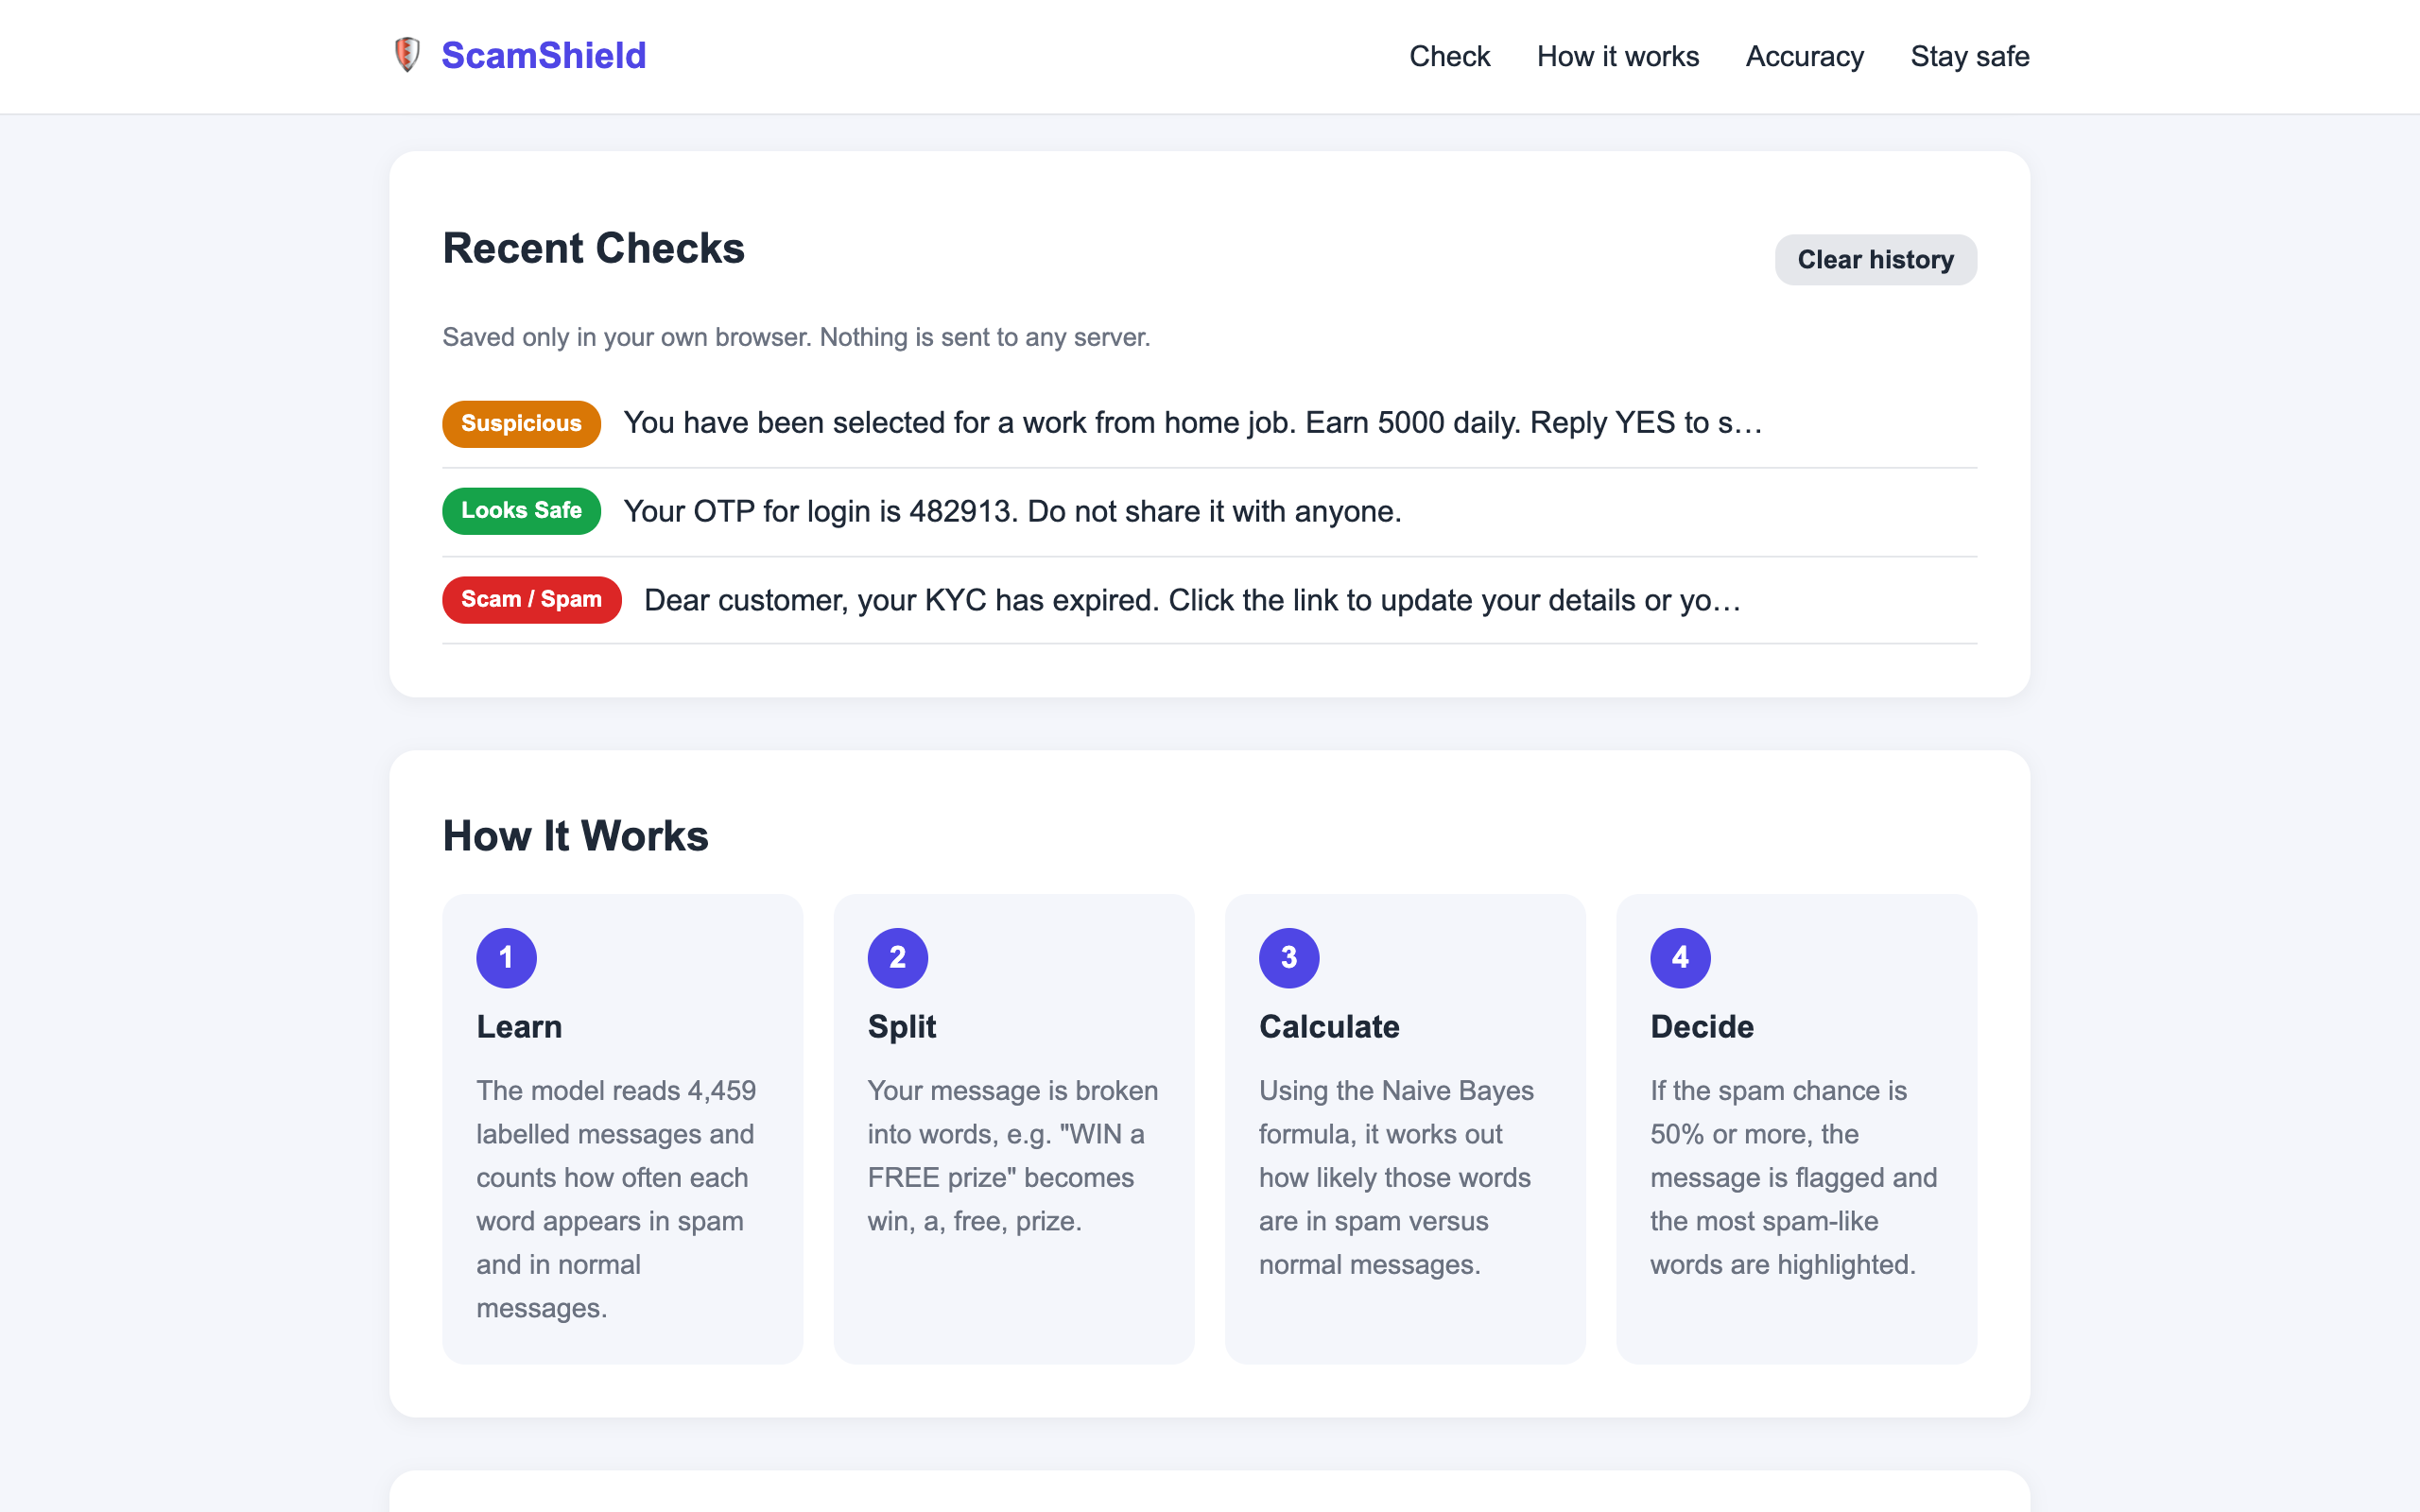 ScamShield
Check
How it works
Accuracy
Stay safe
Recent Checks
Clear history
Saved only in your own browser. Nothing is sent to any server.
Suspicious
You have been selected for a work from home job. Earn 5000 daily. Reply YES to s…
Looks Safe
Your OTP for login is 482913. Do not share it with anyone.
Scam / Spam
Dear customer, your KYC has expired. Click the link to update your details or yo…
How It Works
1
Learn
The model reads 4,459
labelled messages and
counts how often each
word appears in spam
and in normal
messages.
2
Split
Your message is broken
into words, e.g. "WIN a
FREE prize" becomes
win, a, free, prize.
3
Calculate
Using the Naive Bayes
formula, it works out
how likely those words
are in spam versus
normal messages.
4
Decide
If the spam chance is
50% or more, the
message is flagged and
the most spam-like
words are highlighted.